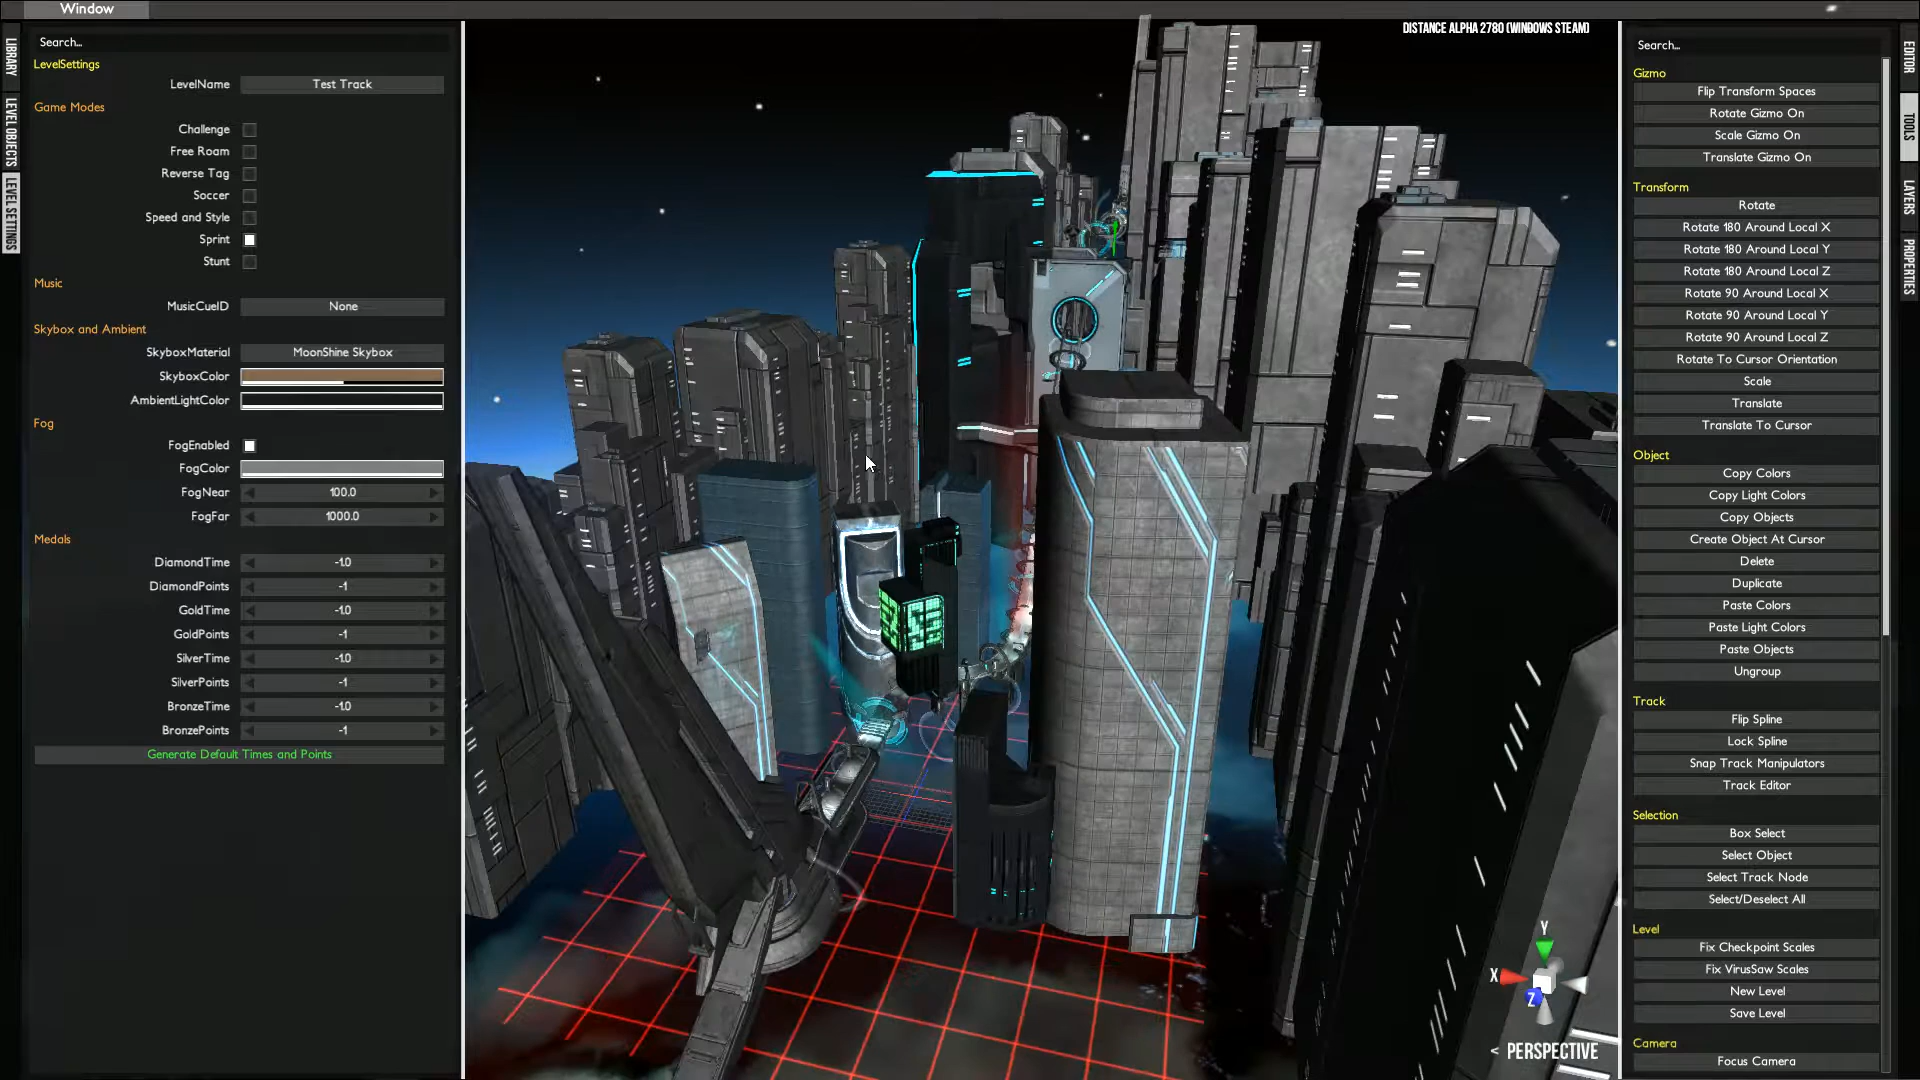 Window
DISTANCE ALPHA 2780 (WINDOWS STEAM)
LIBRARY
LEVEL OBJECTS
LEVEL SETTINGS
Search...
LevelSettings
LevelName Test Track
Game Modes
Challenge
Free Roam
Reverse Tag
Soccer
Speed and Style
Sprint
Stunt
Music
MusicCueID None
Skybox and Ambient
SkyboxMaterial MoonShine Skybox
SkyboxColor
AmbientLightColor
Fog
FogEnabled
FogColor
FogNear 100.0
FogFar 1000.0
Medals
DiamondTime -1.0
DiamondPoints -1
GoldTime -1.0
GoldPoints -1
SilverTime -1.0
SilverPoints -1
BronzeTime -1.0
BronzePoints -1
Generate Default Times and Points
Y
X
Z
< PERSPECTIVE
Search...
Gizmo
Flip Transform Spaces
Rotate Gizmo On
Scale Gizmo On
Translate Gizmo On
Transform
Rotate
Rotate 180 Around Local X
Rotate 180 Around Local Y
Rotate 180 Around Local Z
Rotate 90 Around Local X
Rotate 90 Around Local Y
Rotate 90 Around Local Z
Rotate To Cursor Orientation
Scale
Translate
Translate To Cursor
Object
Copy Colors
Copy Light Colors
Copy Objects
Create Object At Cursor
Delete
Duplicate
Paste Colors
Paste Light Colors
Paste Objects
Ungroup
Track
Flip Spline
Lock Spline
Snap Track Manipulators
Track Editor
Selection
Box Select
Select Object
Select Track Node
Select/Deselect All
Level
Fix Checkpoint Scales
Fix VirusSaw Scales
New Level
Save Level
Camera
Focus Camera
EDITOR
TOOLS
LAYERS
PROPERTIES